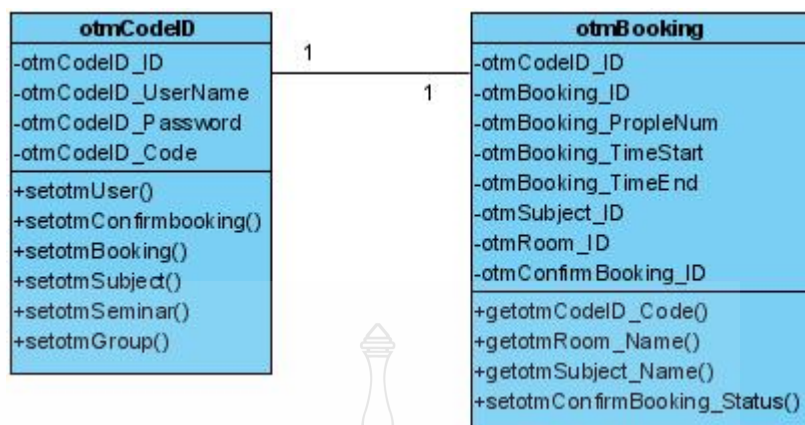 otmCodeID
-otmCodeID_ID
-otmCodeID_UserName
-otmCodeID_Password
-otmCodeID_Code
+setotmUser()
+setotmConfirmbooking()
+setotmBooking()
+setotmSubject()
+setotmSeminar()
+setotmGroup()
1
1
otmBooking
-otmCodeID_ID
-otmBooking_ID
-otmBooking_PropleNum
-otmBooking_TimeStart
-otmBooking_TimeEnd
-otmSubject_ID
-otmRoom_ID
-otmConfirmBooking_ID
+getotmCodeID_Code()
+getotmRoom_Name()
+getotmSubject_Name()
+setotmConfirmBooking_Status()